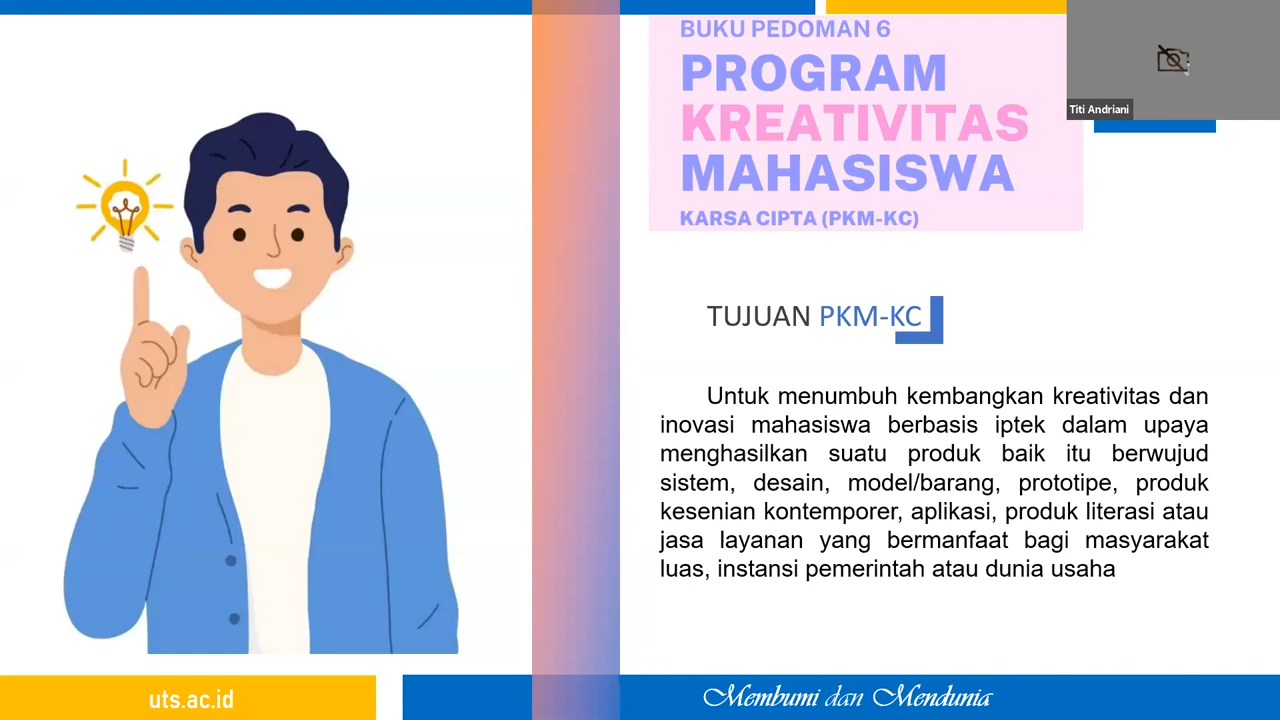 BUKU PEDOMAN 6
PROGRAM
KREATIVITAS
MAHASISWA
KARSA CIPTA (PKM-KC)
Titi Andriani
TUJUAN PKM-KC
Untuk menumbuh kembangkan kreativitas dan
inovasi mahasiswa berbasis iptek dalam upaya
menghasilkan suatu produk baik itu berwujud
sistem, desain, model/barang, prototipe, produk
kesenian kontemporer, aplikasi, produk literasi atau
jasa layanan yang bermanfaat bagi masyarakat
luas, instansi pemerintah atau dunia usaha
uts.ac.id
Membumi dan Mendunia